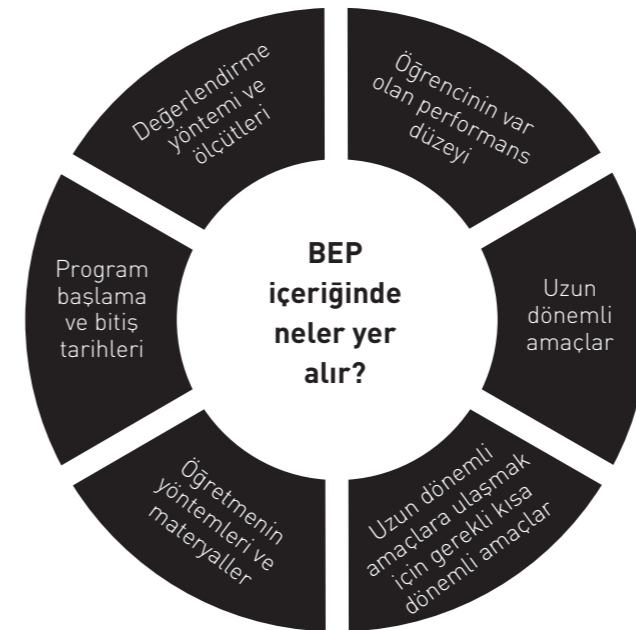 BEP
içeriğinde
neler yer
alır?
Öğrencinin var
olan performans
düzeyi
Uzun
dönemli
amaçlar
Uzun dönemli
amaçlara ulaşmak
için gerekli kısa
dönemli amaçlar
Öğretmenin
yöntemleri ve
materyaller
Program
başlama
ve bitiş
tarihleri
Değerlendirme
yöntemi ve
ölçütleri